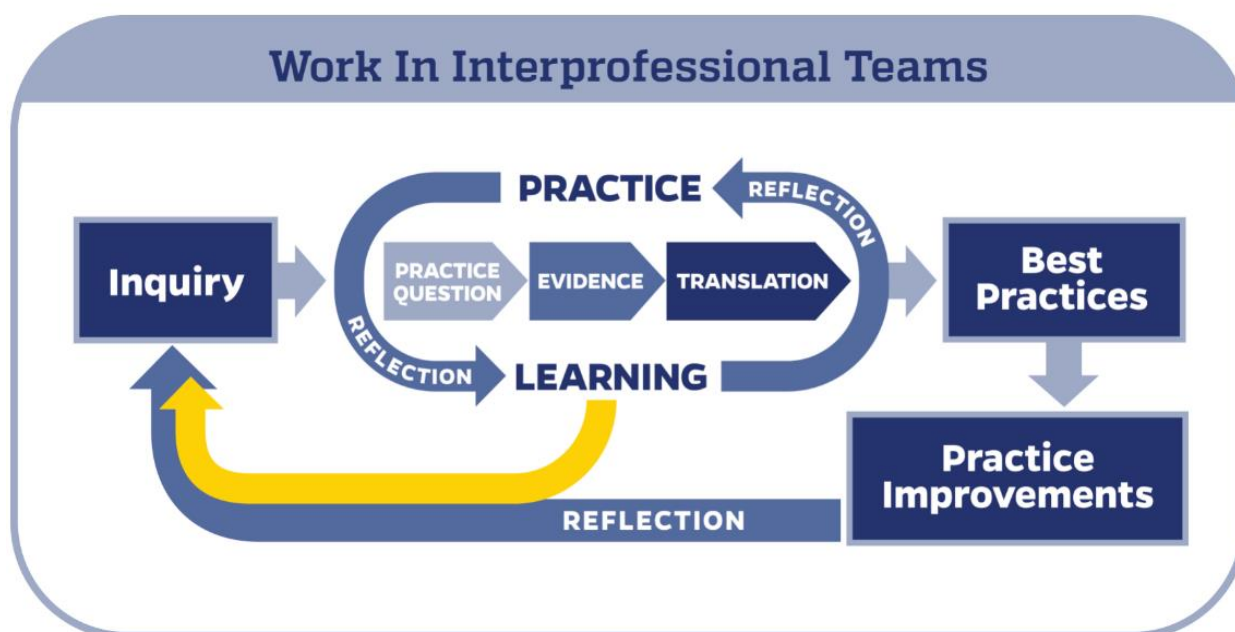 Work In Interprofessional Teams
PRACTICE
REFLECTION
Inquiry
PRACTICE
QUESTION
EVIDENCE
TRANSLATION
Best
Practices
REFLECTION
LEARNING
Practice
Improvements
REFLECTION